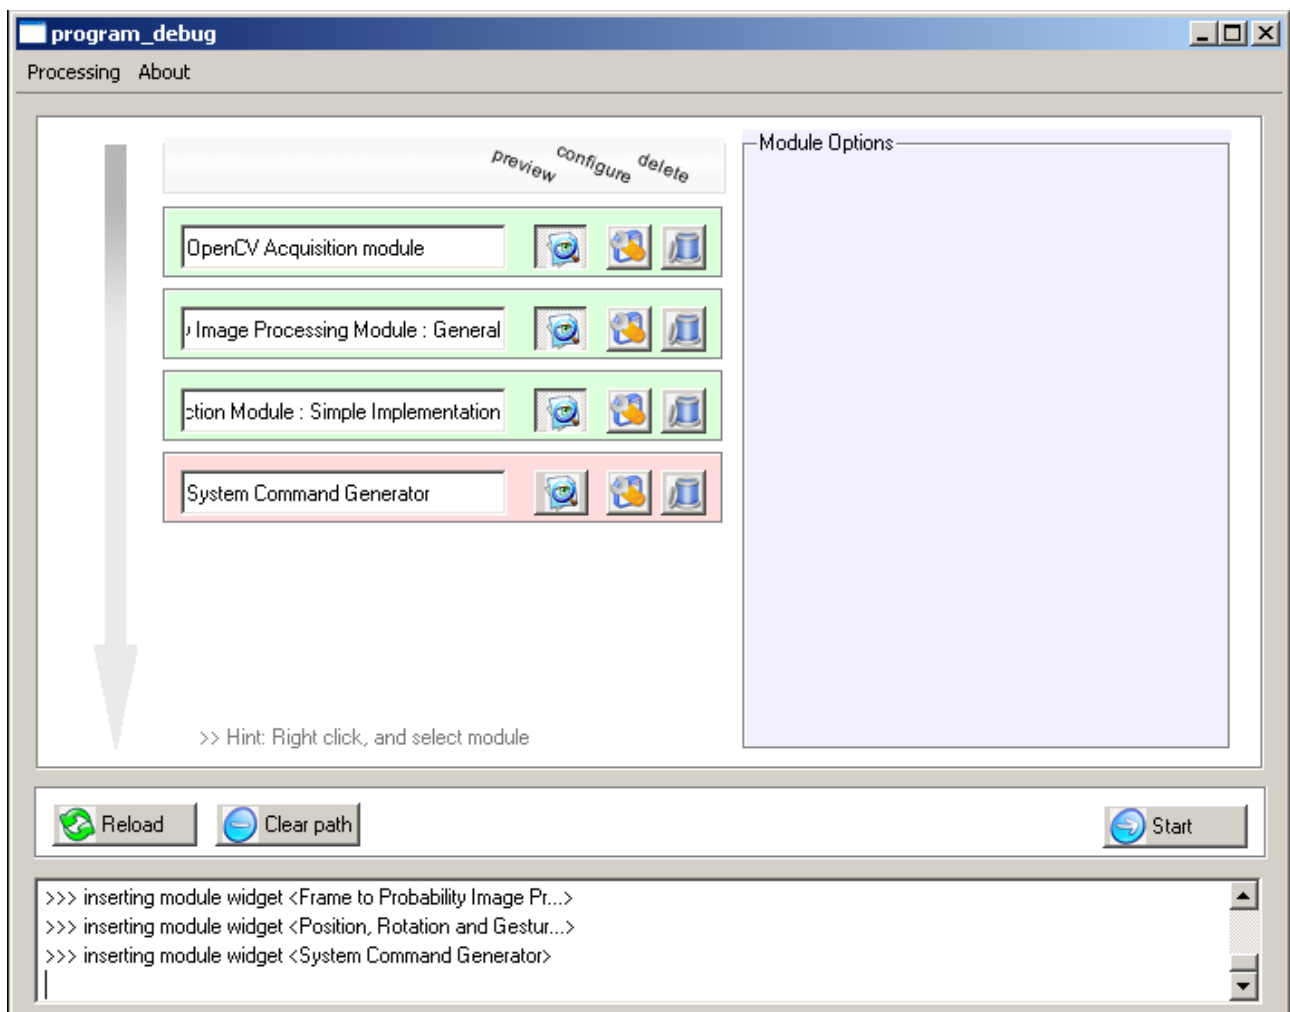 program_debug
Processing About
preview configure delete
Module Options
OpenCV Acquisition module
Image Processing Module : General
ction Module : Simple Implementation
System Command Generator
>> Hint: Right click, and select module
Reload Clear path Start
>>> inserting module widget <Frame to Probability Image Pr...>
>>> inserting module widget <Position, Rotation and Gestur...>
>>> inserting module widget <System Command Generator>